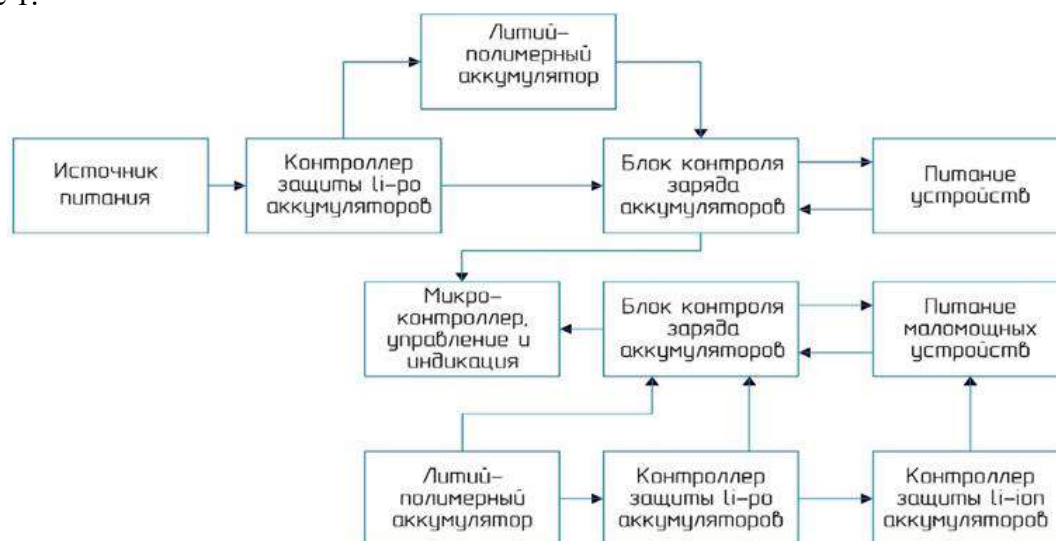 1.
Литий-
полимерный
аккумулятор
Источник
питания
Контроллер
защиты li-po
аккумуляторов
Блок контроля
заряда
аккумуляторов
Питание
устройств
Микро-
контроллер,
управление и
индикация
Блок контроля
заряда
аккумуляторов
Питание
маломощных
устройств
Литий-
полимерный
аккумулятор
Контроллер
защиты li-po
аккумуляторов
Контроллер
защиты li-ion
аккумуляторов